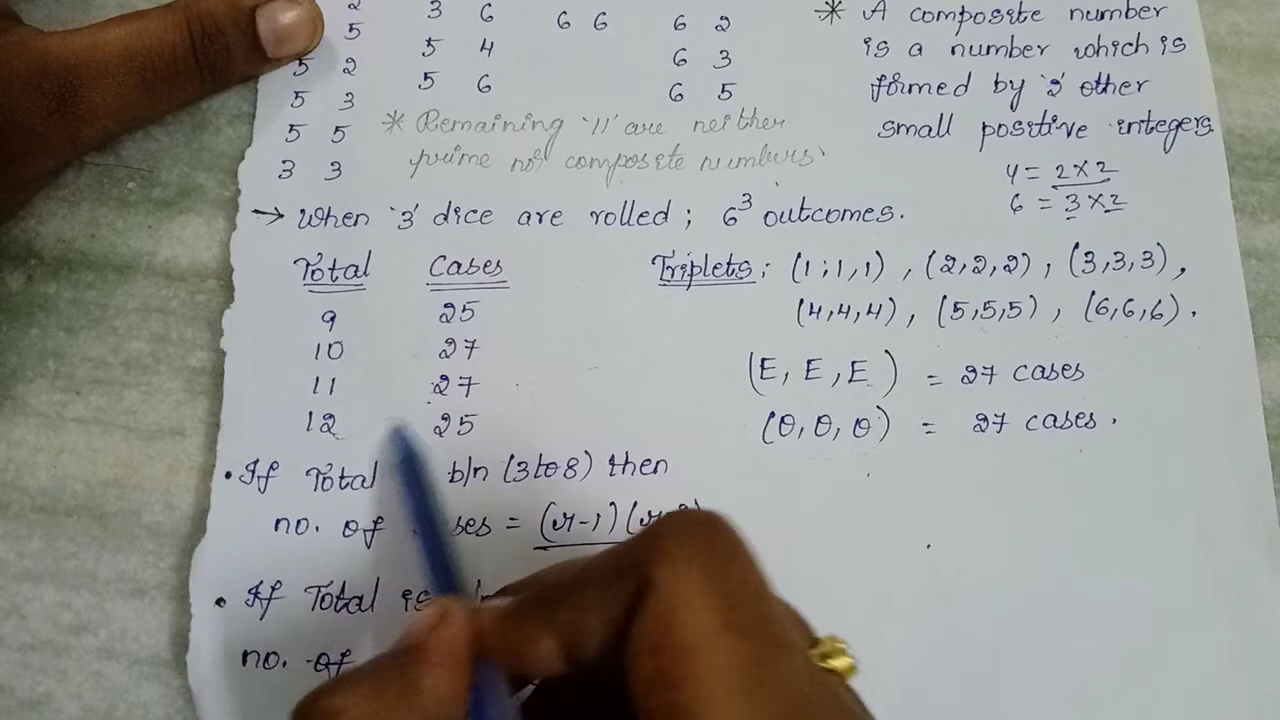 2 3 6 6 6 6 2
5 5 4 6 3
5 2 5 6 6 5
5 3
5 5
3 3
* A composite number
is a number which is
formed by '2' other
small positive integers.
4 = 2×2
6 = 3×2
* Remaining '11' are neither
prime nor composite numbers.
→ When '3' dice are rolled; 6³ outcomes.
Total Cases
9 25
10 27
11 27
12 25
Triplets: (1;1,1), (2,2,2), (3,3,3),
(4,4,4), (5,5,5), (6,6,6).
(E, E, E) = 27 cases
(O, O, O) = 27 cases.
• If Total b/n (3 to 8) then
no. of = (r-1)
• If Total is
no. of